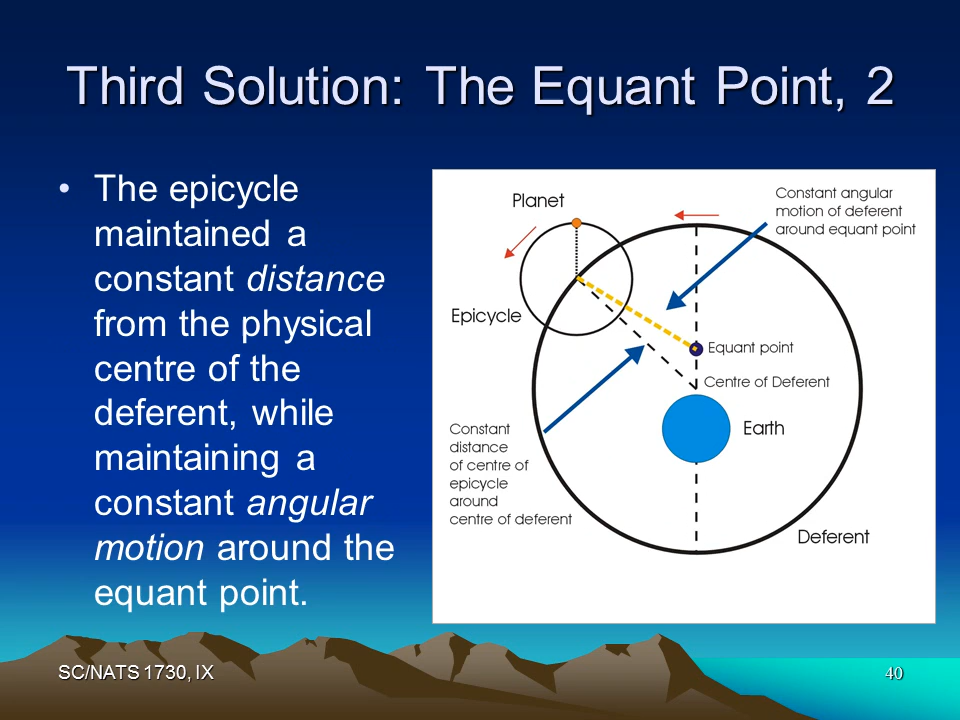 Third Solution: The Equant Point, 2
• The epicycle
maintained a
constant distance
from the physical
centre of the
deferent, while
maintaining a
constant angular
motion around the
equant point.
Planet
Constant angular
motion of deferent
around equant point
Epicycle
Equant point
Centre of Deferent
Earth
Constant
distance
of centre of
epicycle
around
centre of deferent
Deferent
SC/NATS 1730, IX
40